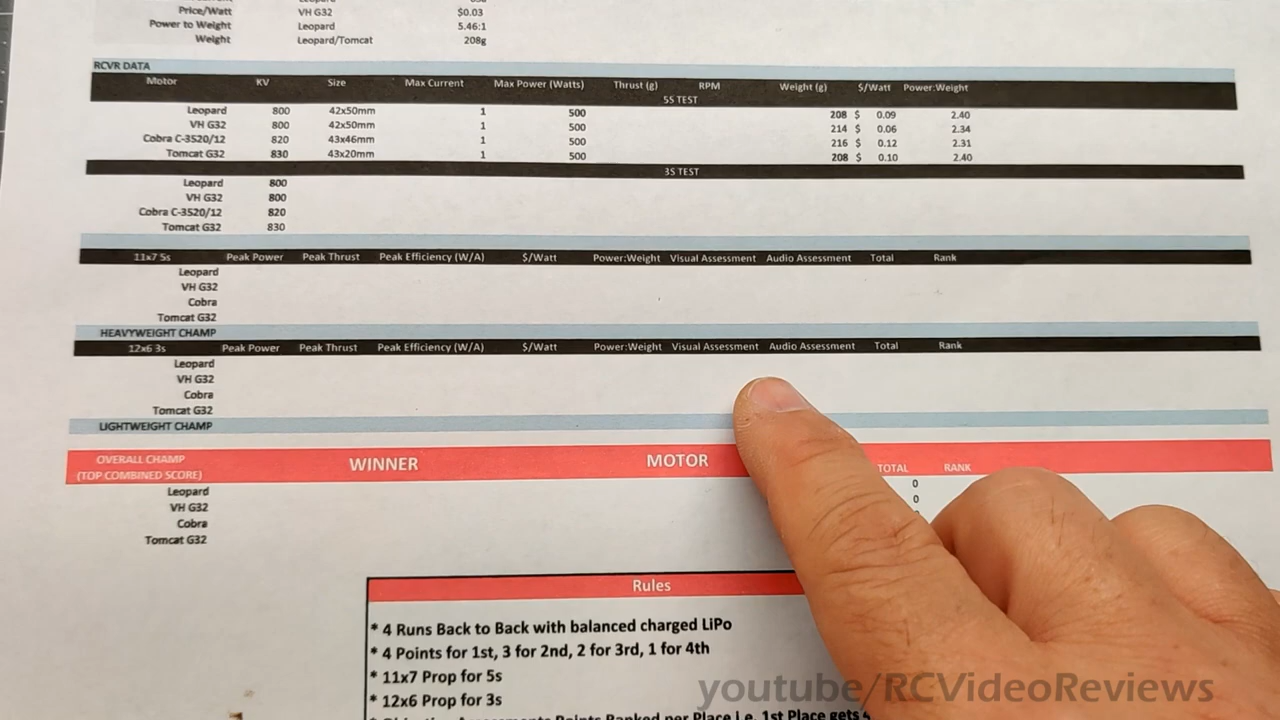 Price/Watt VH G32 $0.03
Power to Weight Leopard 5.46:1
Weight Leopard/Tomcat 208g
RCVR DATA
Motor KV Size Max Current Max Power (Watts) Thrust (g) RPM Weight (g) $/Watt Power:Weight
5S TEST
Leopard 800 42x50mm 1 500 208 $ 0.09 2.40
VH G32 800 42x50mm 1 500 214 $ 0.06 2.34
Cobra C-3520/12 820 43x46mm 1 500 216 $ 0.12 2.31
Tomcat G32 830 43x20mm 1 500 208 $ 0.10 2.40
3S TEST
Leopard 800
VH G32 800
Cobra C-3520/12 820
Tomcat G32 830
11x7 5s Peak Power Peak Thrust Peak Efficiency (W/A) $/Watt Power:Weight Visual Assessment Audio Assessment Total Rank
Leopard
VH G32
Cobra
Tomcat G32
HEAVYWEIGHT CHAMP
12x6 3s Peak Power Peak Thrust Peak Efficiency (W/A) $/Watt Power:Weight Visual Assessment Audio Assessment Total Rank
Leopard
VH G32
Cobra
Tomcat G32
LIGHTWEIGHT CHAMP
OVERALL CHAMP
(TOP COMBINED SCORE) WINNER MOTOR TOTAL RANK
Leopard 0
VH G32 0
Cobra
Tomcat G32
Rules
* 4 Runs Back to Back with balanced charged LiPo
* 4 Points for 1st, 3 for 2nd, 2 for 3rd, 1 for 4th
* 11x7 Prop for 5s
* 12x6 Prop for 3s
Assessments Points Ranked per Place i.e. 1st Place gets
youtube/RCVideoReviews